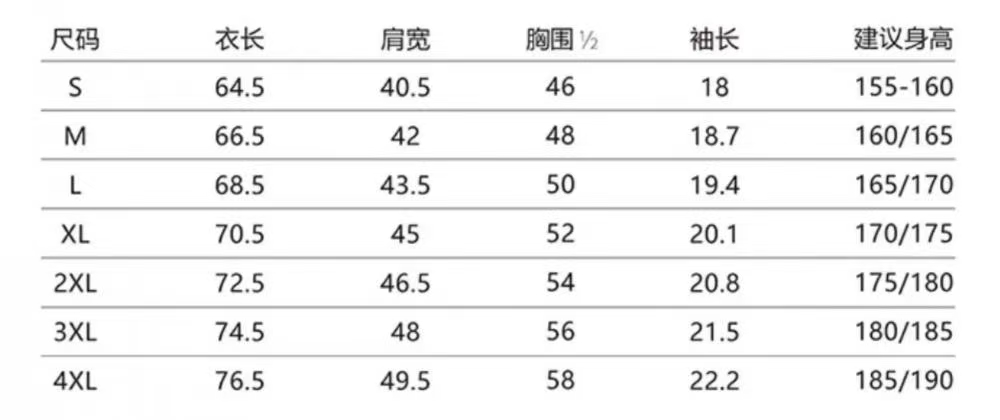 尺码 衣长 肩宽 胸围½ 袖长 建议身高
S 64.5 40.5 46 18 155-160
M 66.5 42 48 18.7 160/165
L 68.5 43.5 50 19.4 165/170
XL 70.5 45 52 20.1 170/175
2XL 72.5 46.5 54 20.8 175/180
3XL 74.5 48 56 21.5 180/185
4XL 76.5 49.5 58 22.2 185/190